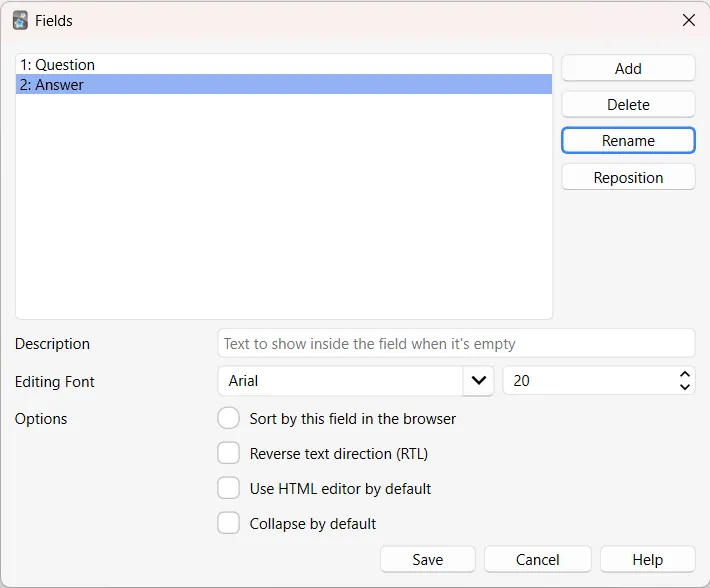 Fields
1: Question
2: Answer
Add
Delete
Rename
Reposition
Description
Text to show inside the field when it's empty
Editing Font
Arial
20
Options
Sort by this field in the browser
Reverse text direction (RTL)
Use HTML editor by default
Collapse by default
Save
Cancel
Help